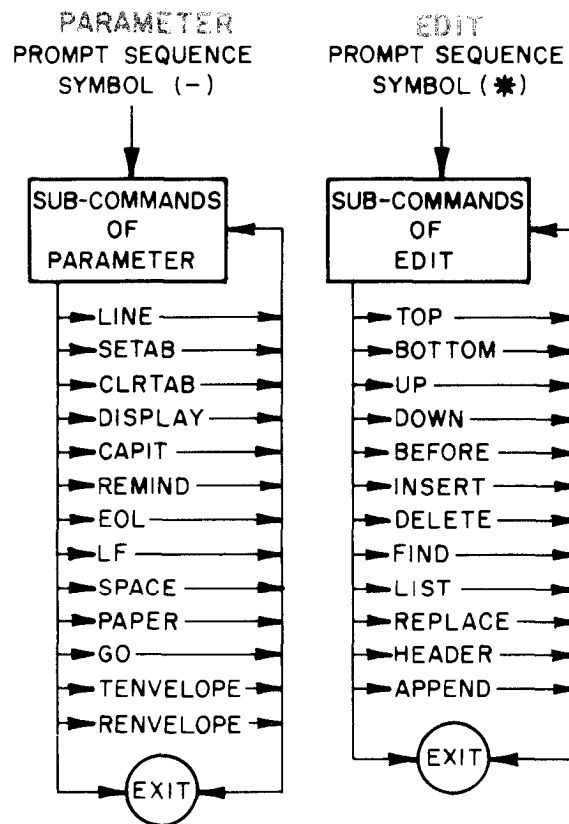 PARAMETER
PROMPT SEQUENCE
SYMBOL (-)
SUB-COMMANDS
OF
PARAMETER
LINE
SETAB
CLRTAB
DISPLAY
CAPIT
REMIND
EOL
LF
SPACE
PAPER
GO
TENVELOPE
RENVELOPE
EXIT
EDIT
PROMPT SEQUENCE
SYMBOL (*)
SUB-COMMANDS
OF
EDIT
TOP
BOTTOM
UP
DOWN
BEFORE
INSERT
DELETE
FIND
LIST
REPLACE
HEADER
APPEND
EXIT